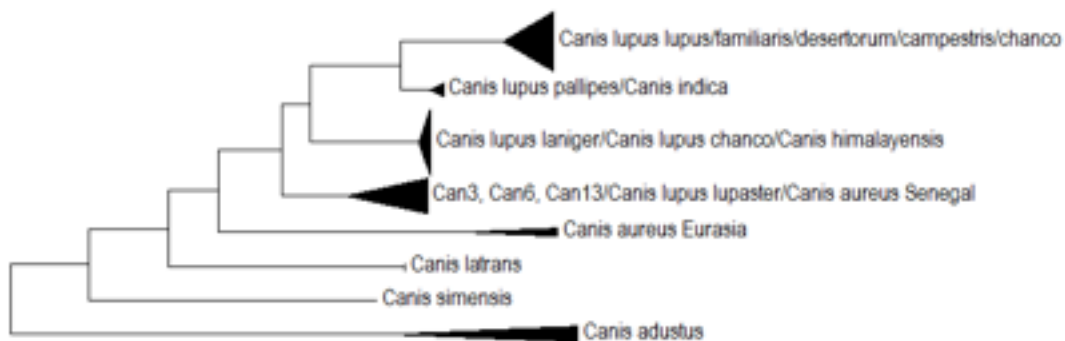 Canis lupus lupus/familiaris/desertorum/campestris/chanco
Canis lupus pallipes/Canis indica
Canis lupus laniger/Canis lupus chanco/Canis himalayensis
Can3, Can6, Can13/Canis lupus lupaster/Canis aureus Senegal
Canis aureus Eurasia
Canis latrans
Canis simensis
Canis adustus